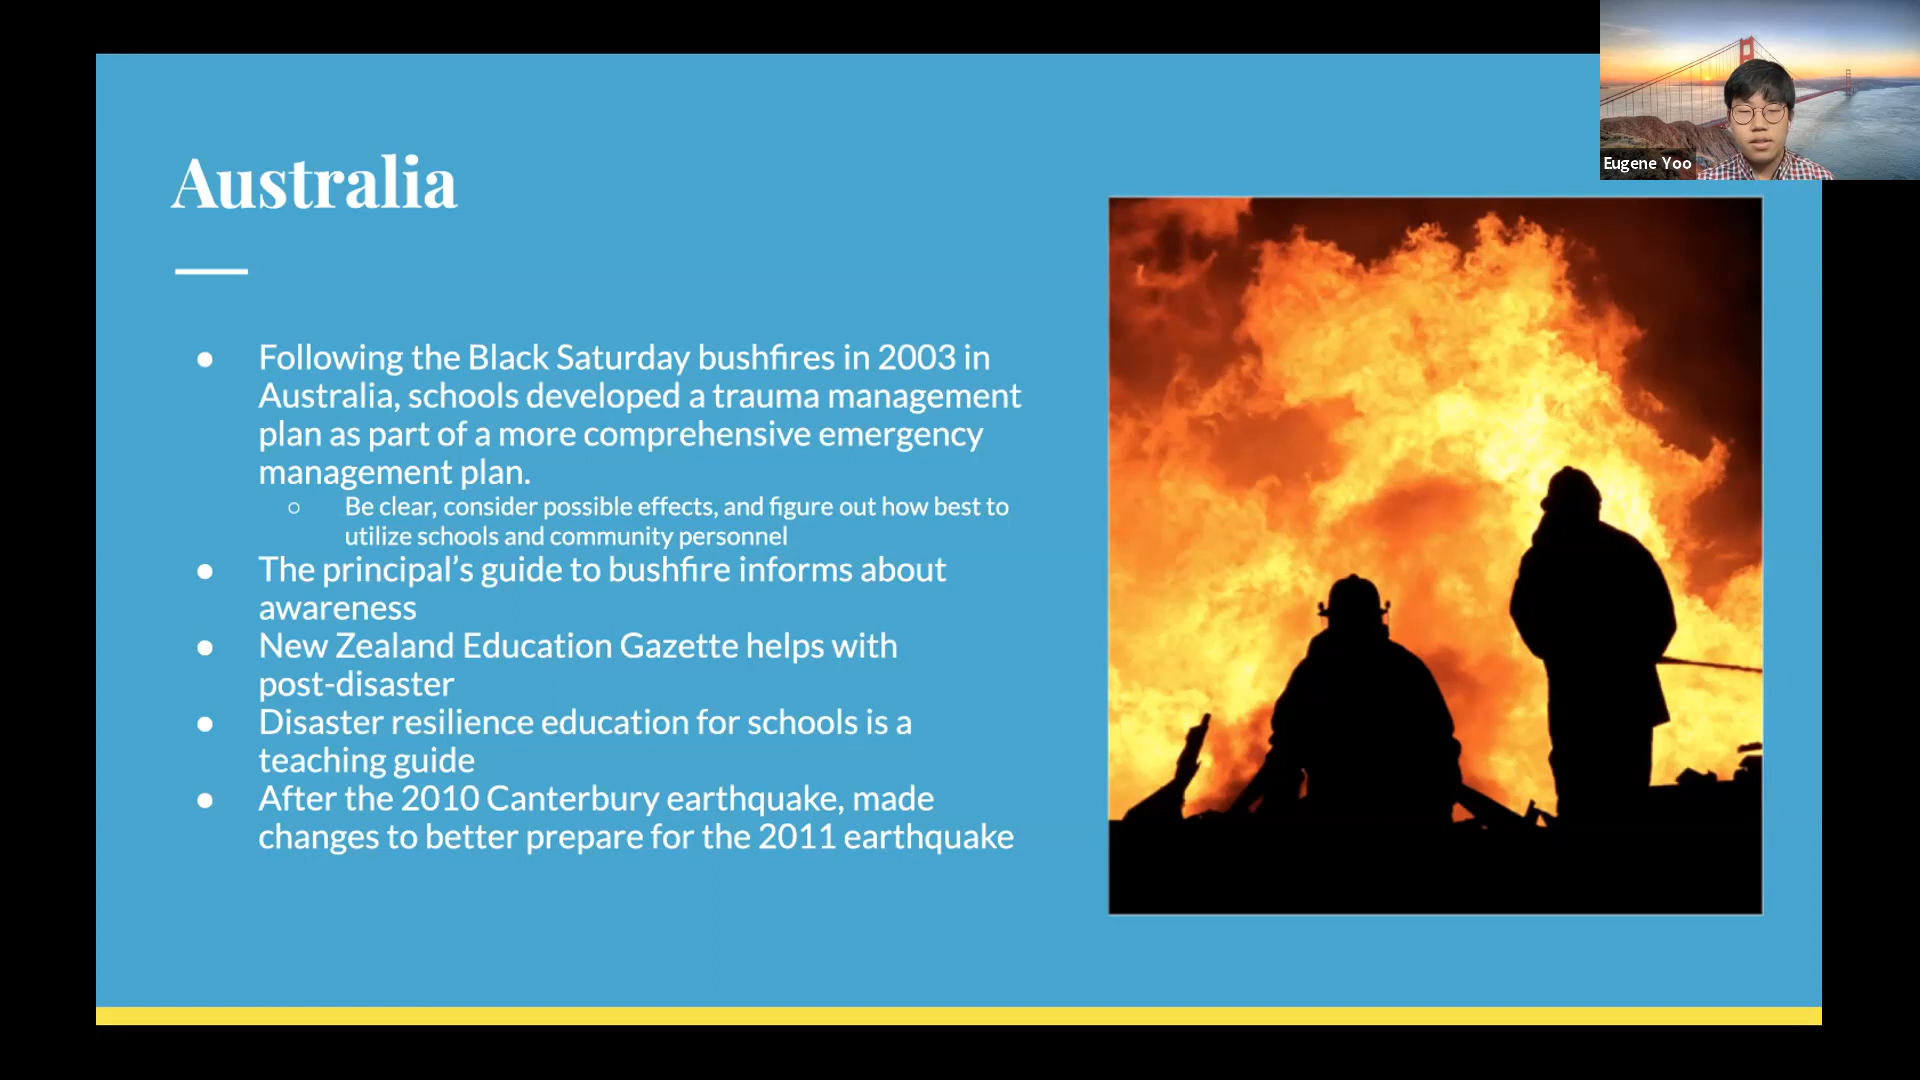 Eugene Yoo
Australia
● Following the Black Saturday bushfires in 2003 in
Australia, schools developed a trauma management
plan as part of a more comprehensive emergency
management plan.
○ Be clear, consider possible effects, and figure out how best to
utilize schools and community personnel
● The principal’s guide to bushfire informs about
awareness
● New Zealand Education Gazette helps with
post-disaster
● Disaster resilience education for schools is a
teaching guide
● After the 2010 Canterbury earthquake, made
changes to better prepare for the 2011 earthquake